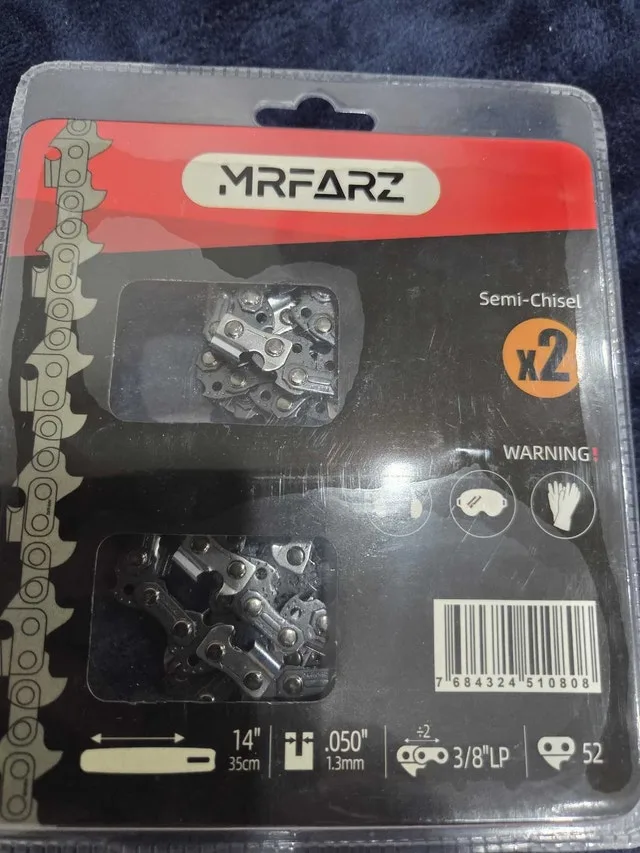 MRFARZ
Semi-Chisel
x2
WARNING!
7 684324 510808
14"
35cm
.050"
1.3mm
÷2
3/8"LP
52